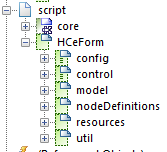 script
core
HCeForm
config
control
model
nodeDefinitions
resources
util